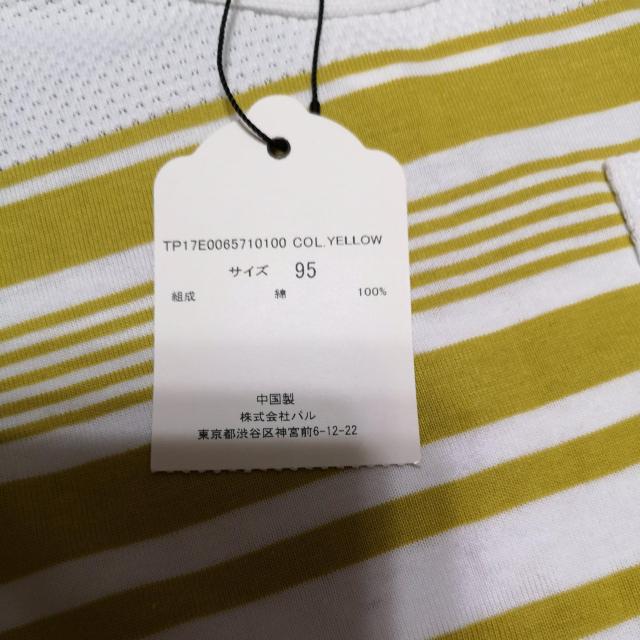 TP17E0065710100 COL.YELLOW
サイズ 95
組成 綿 100%
中国製
株式会社パル
東京都渋谷区神宮前6-12-22